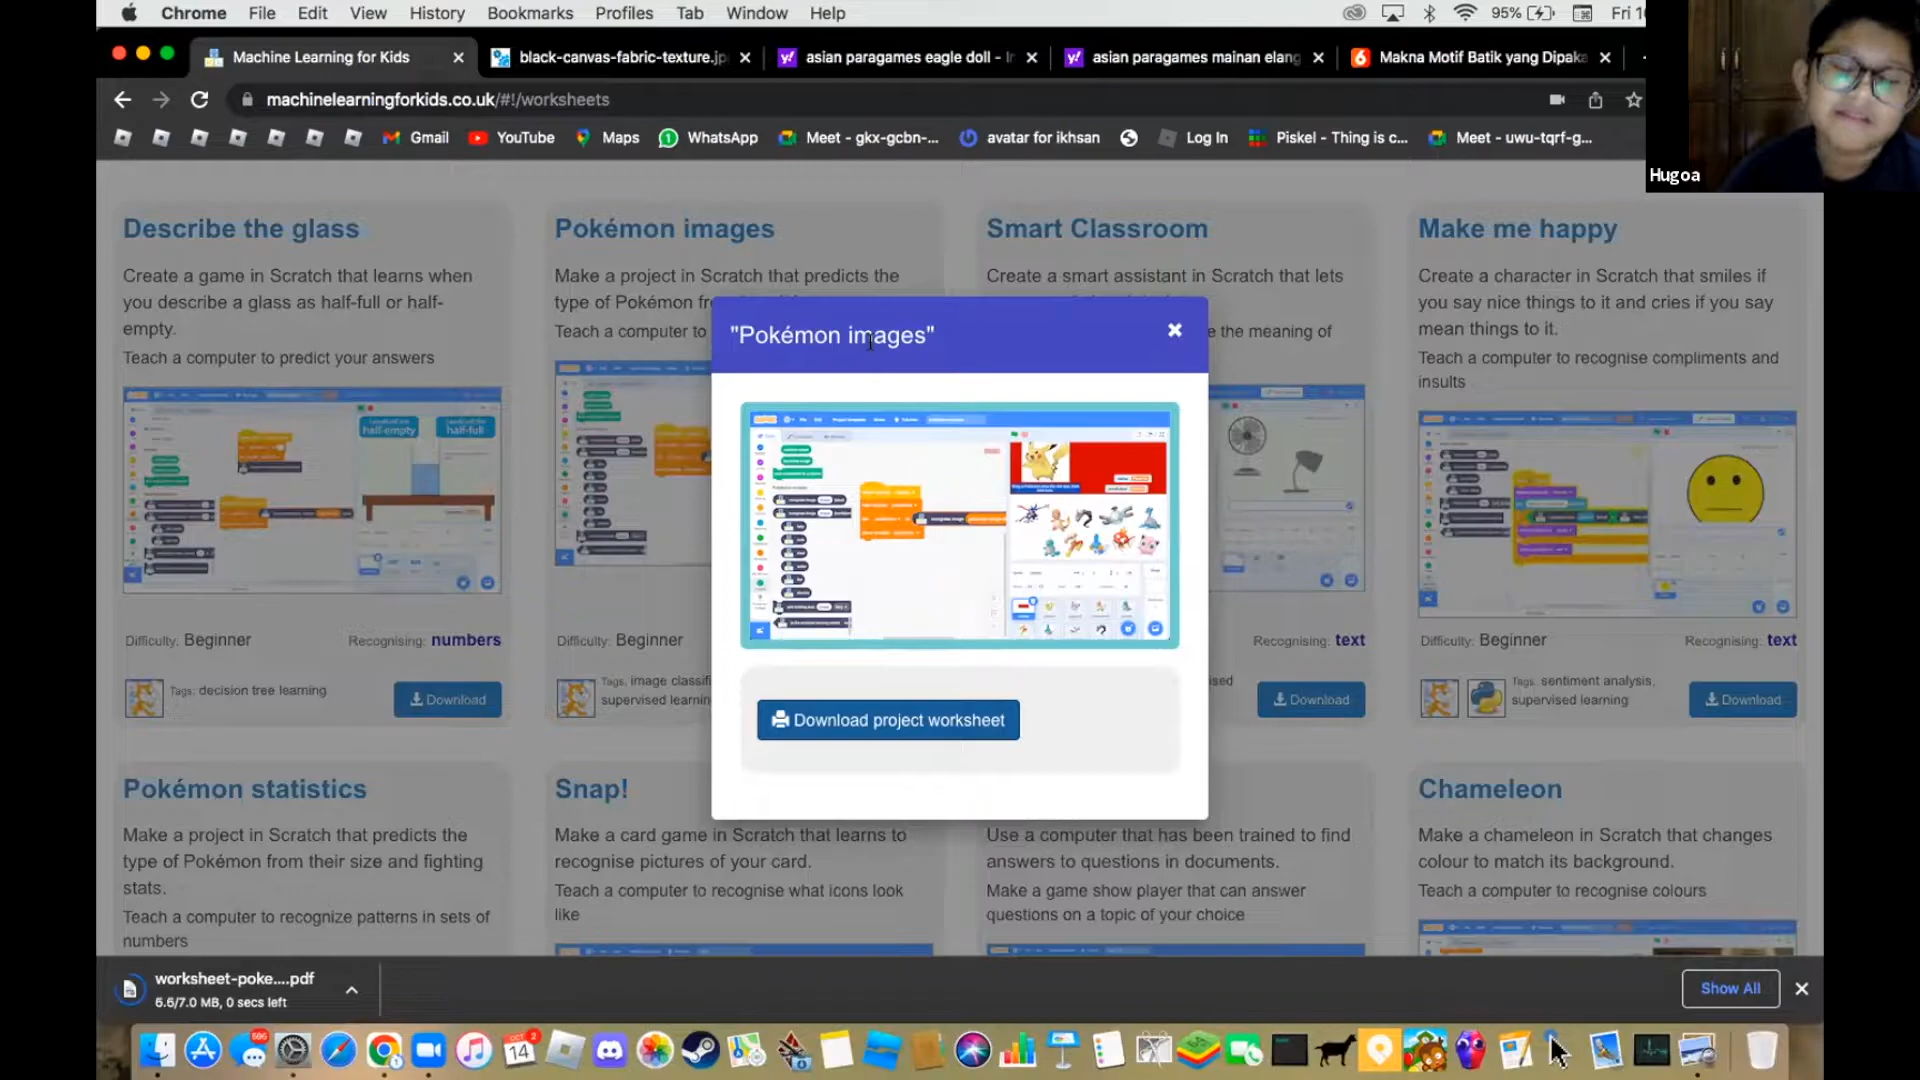 Chrome File Edit View History Bookmarks Profiles Tab Window Help
95%
Machine Learning for Kids
black-canvas-fabric-texture.jp
asian paragames eagle doll - 
asian paragames mainan elang
Makna Motif Batik yang Dipaka
machinelearningforkids.co.uk/#!/worksheets
Gmail YouTube Maps WhatsApp Meet - gkx-gcbn-... avatar for ikhsan Log In Piskel - Thing is c... Meet - uwu-tqrf-g...
Hugoa
Describe the glass
Create a game in Scratch that learns when
you describe a glass as half-full or half-
empty.
Teach a computer to predict your answers
half-empty
half-full
Difficulty: Beginner Recognising: numbers
Tags: decision tree learning
Download
Pokémon images
Make a project in Scratch that predicts the
type of Pokémon
Teach a computer to
Difficulty: Beginner
Tags: image
supervised
Smart Classroom
Create a smart assistant in Scratch that lets
the meaning of
Recognising: text
Download
Make me happy
Create a character in Scratch that smiles if
you say nice things to it and cries if you say
mean things to it.
Teach a computer to recognise compliments and
insults
Difficulty: Beginner Recognising: text
Tags: sentiment analysis,
supervised learning
Download
"Pokémon images"
Download project worksheet
Pokémon statistics
Make a project in Scratch that predicts the
type of Pokémon from their size and fighting
stats.
Teach a computer to recognize patterns in sets of
numbers
Snap!
Make a card game in Scratch that learns to
recognise pictures of your card.
Teach a computer to recognise what icons look
like
Use a computer that has been trained to find
answers to questions in documents.
Make a game show player that can answer
questions on a topic of your choice
Chameleon
Make a chameleon in Scratch that changes
colour to match its background.
Teach a computer to recognise colours
worksheet-poke....pdf
6.6/7.0 MB, 0 secs left
Show All
596
OCT
14
2